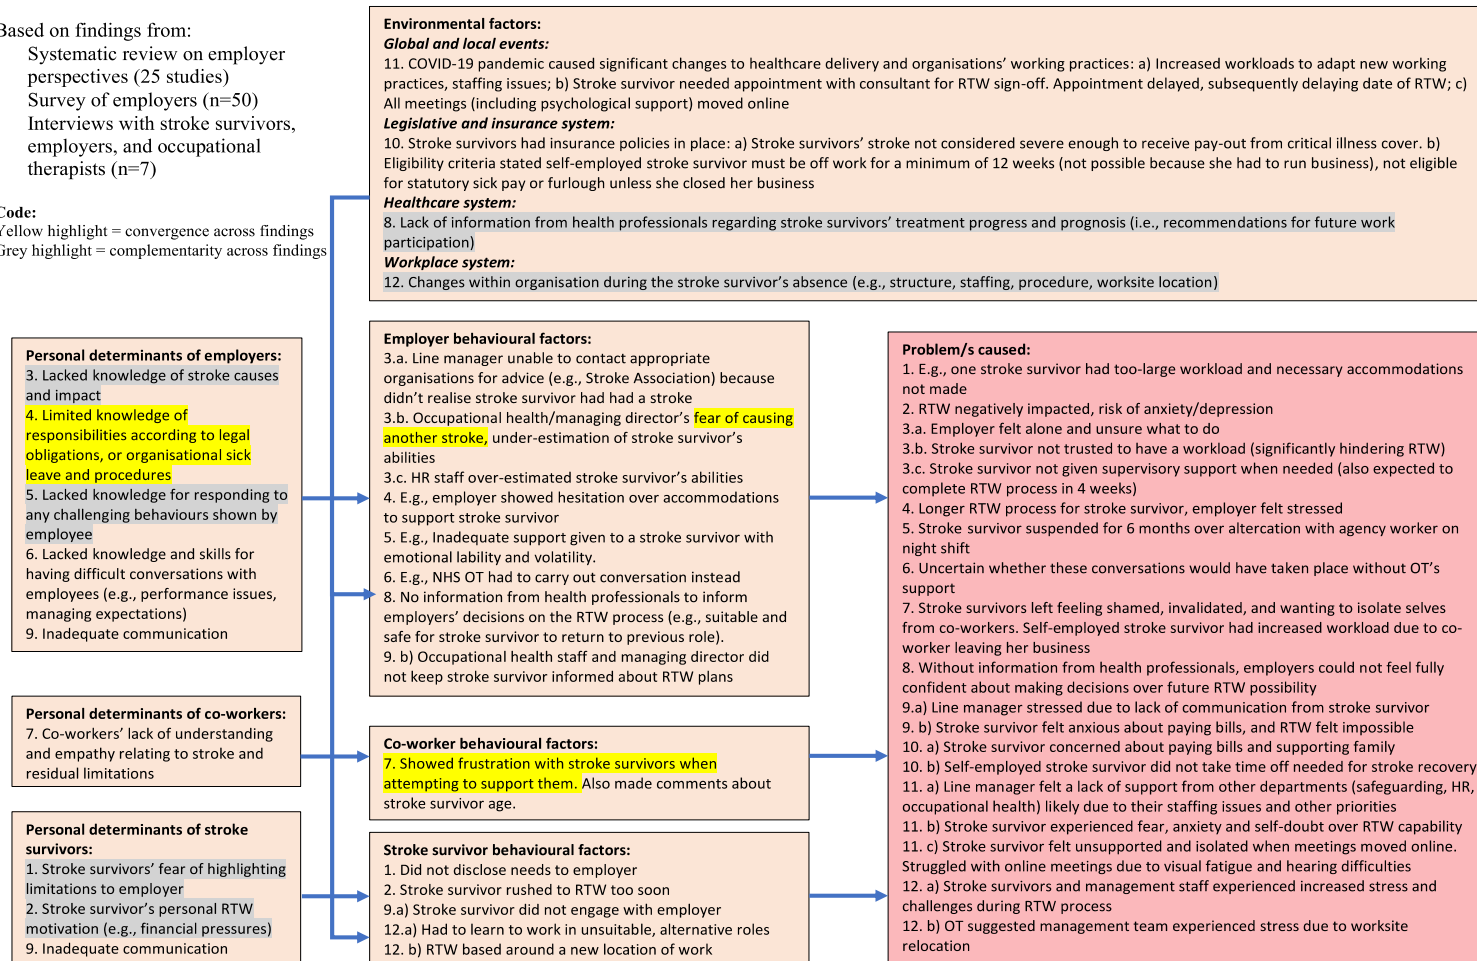 Based on findings from:
Systematic review on employer
perspectives (25 studies)
Survey of employers (n=50)
Interviews with stroke survivors,
employers, and occupational
therapists (n=7)
Code:
Yellow highlight = convergence across findings
Grey highlight = complementarity across findings
Environmental factors:
Global and local events:
11. COVID-19 pandemic caused significant changes to healthcare delivery and organisations’ working practices: a) Increased workloads to adapt new working
practices, staffing issues; b) Stroke survivor needed appointment with consultant for RTW sign-off. Appointment delayed, subsequently delaying date of RTW; c)
All meetings (including psychological support) moved online
Legislative and insurance system:
10. Stroke survivors had insurance policies in place: a) Stroke survivors’ stroke not considered severe enough to receive pay-out from critical illness cover. b)
Eligibility criteria stated self-employed stroke survivor must be off work for a minimum of 12 weeks (not possible because she had to run business), not eligible
for statutory sick pay or furlough unless she closed her business
Healthcare system:
8. Lack of information from health professionals regarding stroke survivors’ treatment progress and prognosis (i.e., recommendations for future work
participation)
Workplace system:
12. Changes within organisation during the stroke survivor’s absence (e.g., structure, staffing, procedure, worksite location)
Personal determinants of employers:
3. Lacked knowledge of stroke causes
and impact
4. Limited knowledge of
responsibilities according to legal
obligations, or organisational sick
leave and procedures
5. Lacked knowledge for responding to
any challenging behaviours shown by
employee
6. Lacked knowledge and skills for
having difficult conversations with
employees (e.g., performance issues,
managing expectations)
9. Inadequate communication
Personal determinants of co-workers:
7. Co-workers’ lack of understanding
and empathy relating to stroke and
residual limitations
Personal determinants of stroke
survivors:
1. Stroke survivors’ fear of highlighting
limitations to employer
2. Stroke survivor’s personal RTW
motivation (e.g., financial pressures)
9. Inadequate communication
Employer behavioural factors:
3.a. Line manager unable to contact appropriate
organisations for advice (e.g., Stroke Association) because
didn’t realise stroke survivor had had a stroke
3.b. Occupational health/managing director’s fear of causing
another stroke, under-estimation of stroke survivor’s
abilities
3.c. HR staff over-estimated stroke survivor’s abilities
4. E.g., employer showed hesitation over accommodations
to support stroke survivor
5. E.g., Inadequate support given to a stroke survivor with
emotional lability and volatility.
6. E.g., NHS OT had to carry out conversation instead
8. No information from health professionals to inform
employers’ decisions on the RTW process (e.g., suitable and
safe for stroke survivor to return to previous role).
9. b) Occupational health staff and managing director did
not keep stroke survivor informed about RTW plans
Co-worker behavioural factors:
7. Showed frustration with stroke survivors when
attempting to support them. Also made comments about
stroke survivor age.
Stroke survivor behavioural factors:
1. Did not disclose needs to employer
2. Stroke survivor rushed to RTW too soon
9.a) Stroke survivor did not engage with employer
12.a) Had to learn to work in unsuitable, alternative roles
12. b) RTW based around a new location of work
Problem/s caused:
1. E.g., one stroke survivor had too-large workload and necessary accommodations
not made
2. RTW negatively impacted, risk of anxiety/depression
3.a. Employer felt alone and unsure what to do
3.b. Stroke survivor not trusted to have a workload (significantly hindering RTW)
3.c. Stroke survivor not given supervisory support when needed (also expected to
complete RTW process in 4 weeks)
4. Longer RTW process for stroke survivor, employer felt stressed
5. Stroke survivor suspended for 6 months over altercation with agency worker on
night shift
6. Uncertain whether these conversations would have taken place without OT’s
support
7. Stroke survivors left feeling shamed, invalidated, and wanting to isolate selves
from co-workers. Self-employed stroke survivor had increased workload due to co-
worker leaving her business
8. Without information from health professionals, employers could not feel fully
confident about making decisions over future RTW possibility
9.a) Line manager stressed due to lack of communication from stroke survivor
9. b) Stroke survivor felt anxious about paying bills, and RTW felt impossible
10. a) Stroke survivor concerned about paying bills and supporting family
10. b) Self-employed stroke survivor did not take time off needed for stroke recovery
11. a) Line manager felt a lack of support from other departments (safeguarding, HR,
occupational health) likely due to their staffing issues and other priorities
11. b) Stroke survivor experienced fear, anxiety and self-doubt over RTW capability
11. c) Stroke survivor felt unsupported and isolated when meetings moved online.
Struggled with online meetings due to visual fatigue and hearing difficulties
12. a) Stroke survivors and management staff experienced increased stress and
challenges during RTW process
12. b) OT suggested management team experienced stress due to worksite
relocation